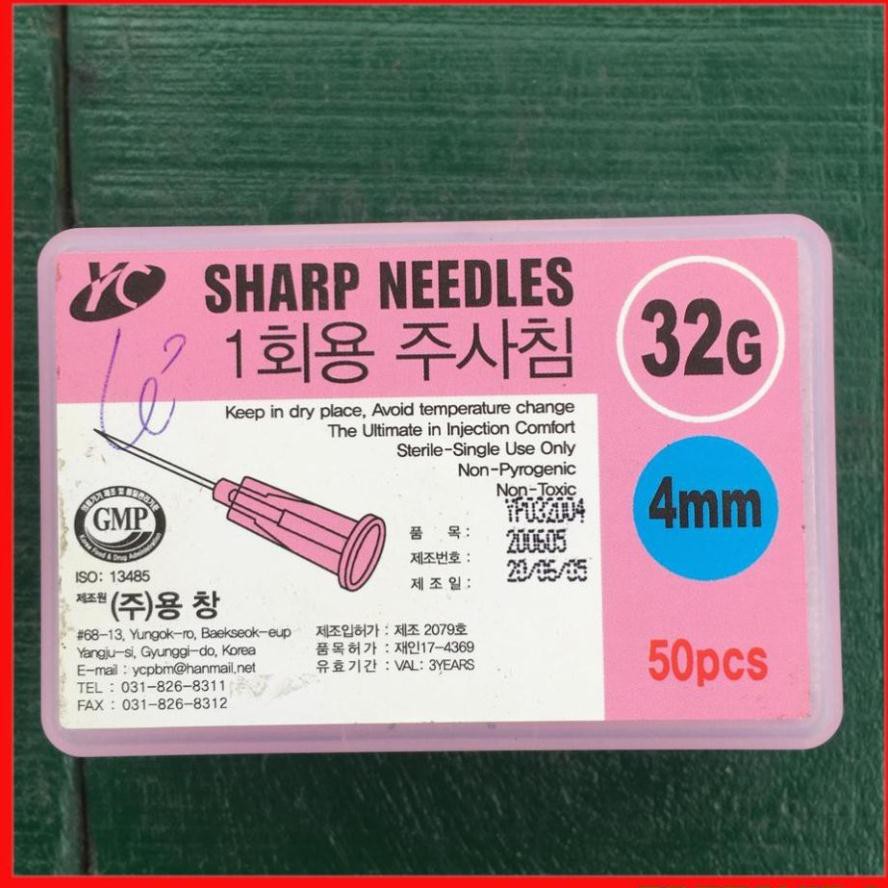 YC
SHARP NEEDLES
1회용 주사침
32G
4mm
50pcs
Keep in dry place, Avoid temperature change
The Ultimate in Injection Comfort
Sterile-Single Use Only
Non-Pyrogenic
Non-Toxic
품 목 :
제조번호 : 200605
제 조 일 :
GMP
Korea Food & Drug Administration
ISO: 13485
제조원 (주)용 창
#68-13, Yungok-ro, Baekseok-eup
Yangju-si, Gyunggi-do, Korea
E-mail : ycpbm@hanmail.net
TEL : 031-826-8311
FAX : 031-826-8312
제조입허가 : 제조 2079호
품목허가 : 재인17-4369
유효기간 : VAL: 3YEARS